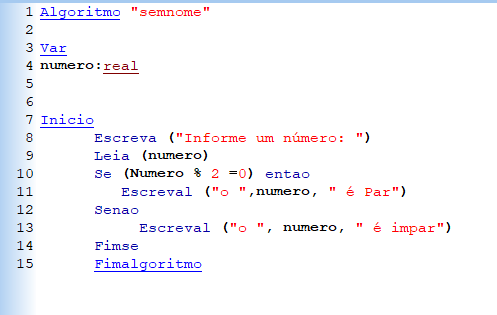 1 Algoritmo "semnome"
2
3 Var
4 numero:real
5
6
7 Inicio
8 Escreva ("Informe um número: ")
9 Leia (numero)
10 Se (Numero % 2 =0) entao
11 Escreval ("o ",numero, " é Par")
12 Senao
13 Escreval ("o ", numero, " é impar")
14 Fimse
15 Fimalgoritmo